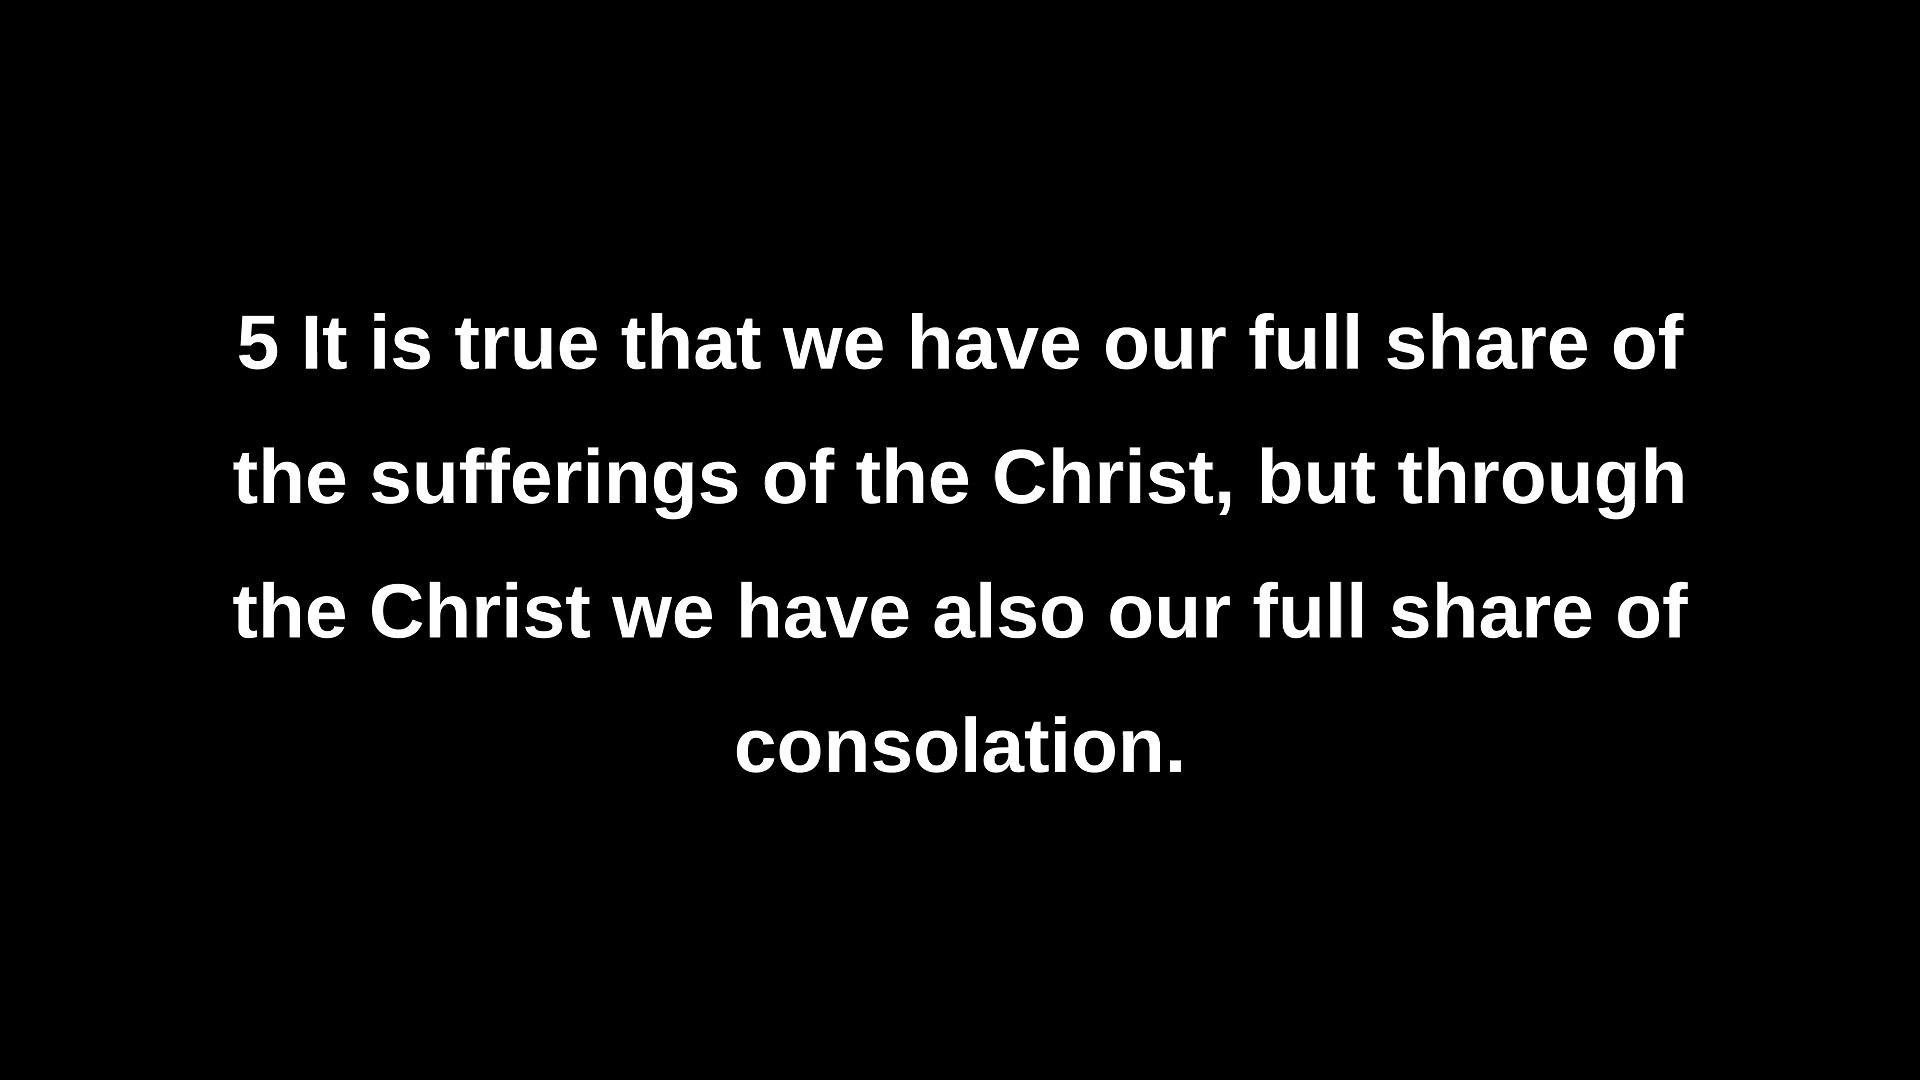 5 It is true that we have our full share of
the sufferings of the Christ, but through
the Christ we have also our full share of
consolation.